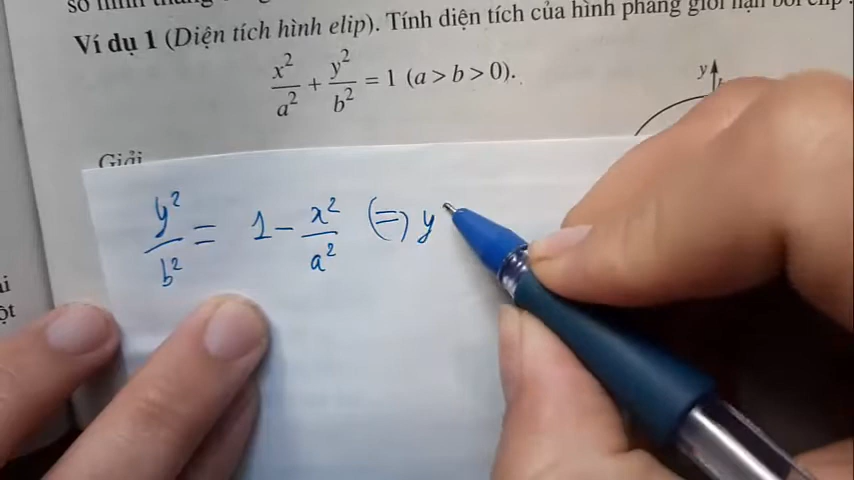 Ví dụ 1 (Diện tích hình elip). Tính diện tích của hình phẳng giới hạn bởi elip
x²/a² + y²/b² = 1 (a > b > 0).
y
Giải
y²/b² = 1 - x²/a² (=) y